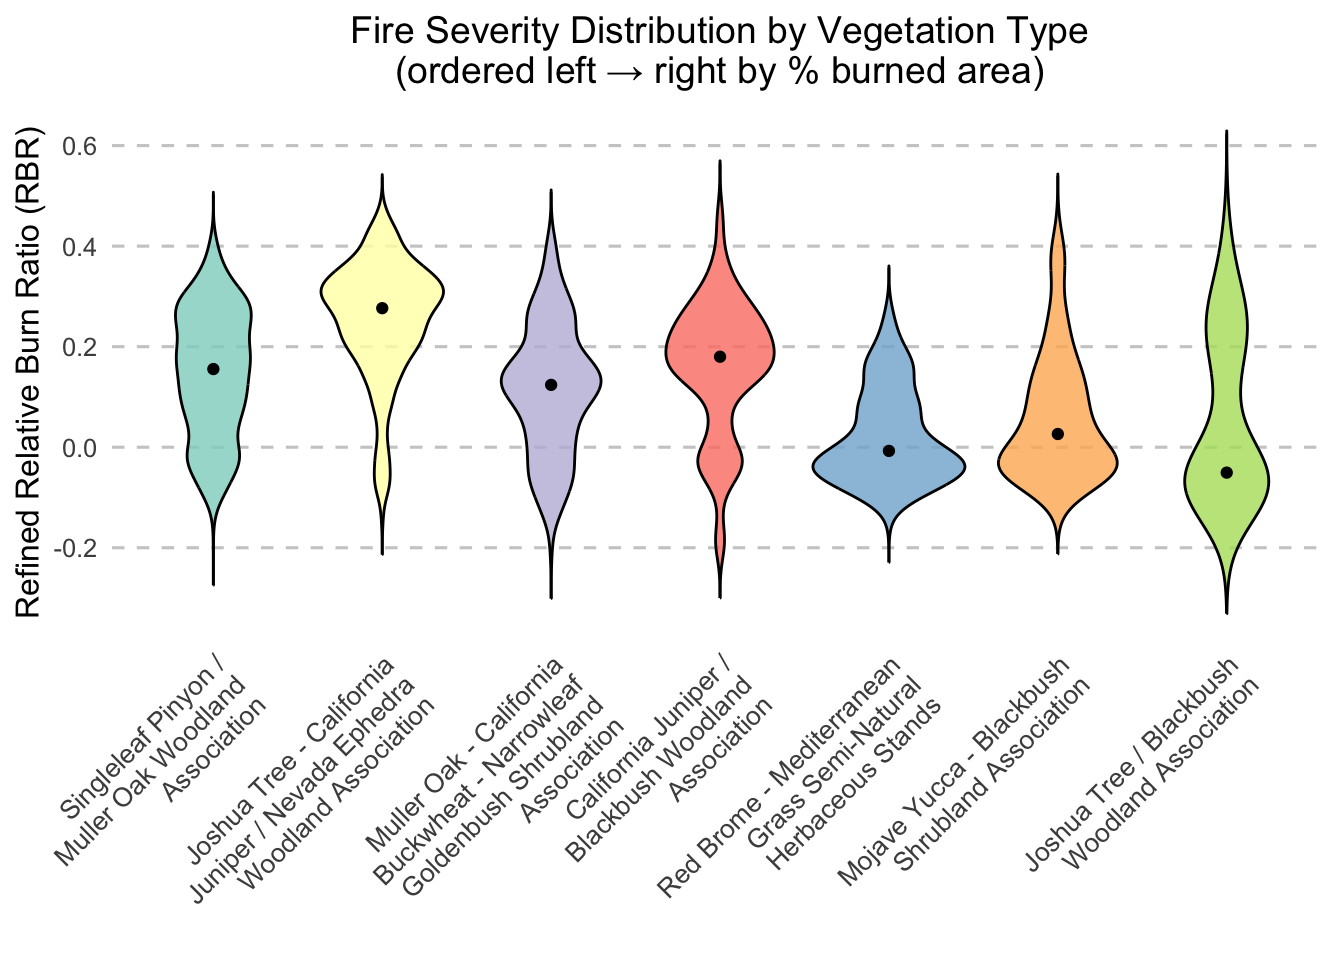 Fire Severity Distribution by Vegetation Type
(ordered left → right by % burned area)
Refined Relative Burn Ratio (RBR)
0.6
0.4
0.2
0.0
-0.2
Singleleaf Pinyon /
Muller Oak Woodland
Association
Joshua Tree - California
Juniper / Nevada Ephedra
Woodland Association
Muller Oak - California
Buckwheat - Narrowleaf
Goldenbush Shrubland
Association
California Juniper /
Blackbush Woodland
Association
Red Brome - Mediterranean
Grass Semi-Natural
Herbaceous Stands
Mojave Yucca - Blackbush
Shrubland Association
Joshua Tree / Blackbush
Woodland Association